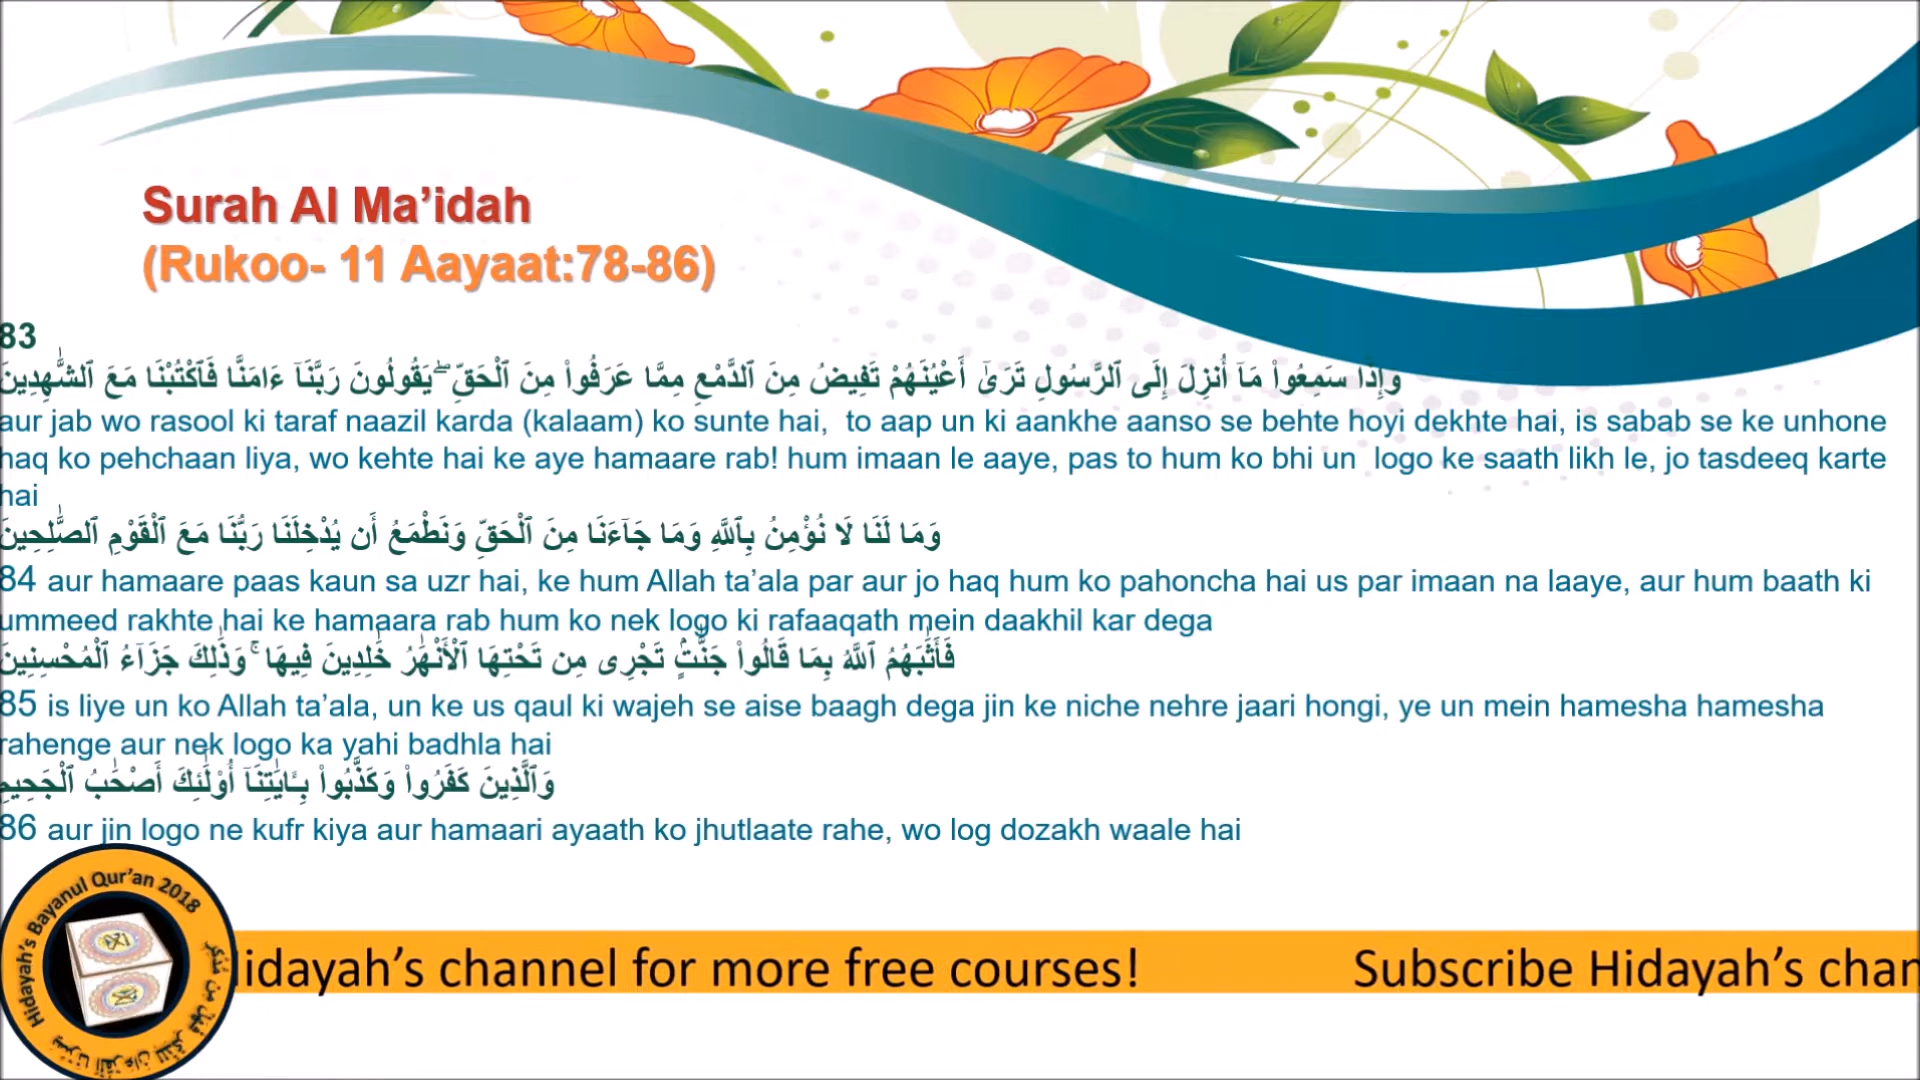 Surah Al Ma’idah
(Rukoo- 11 Aayaat:78-86)
83
وَإِذَا سَمِعُوا۟ مَآ أُنزِلَ إِلَى ٱلرَّسُولِ تَرَىٰٓ أَعْيُنَهُمْ تَفِيضُ مِنَ ٱلدَّمْعِ مِمَّا عَرَفُوا۟ مِنَ ٱلْحَقِّ ۖ يَقُولُونَ رَبَّنَآ ءَامَنَّا فَٱكْتُبْنَا مَعَ ٱلشَّٰهِدِينَ
aur jab wo rasool ki taraf naazil karda (kalaam) ko sunte hai, to aap un ki aankhe aanso se behte hoyi dekhte hai, is sabab se ke unhone
haq ko pehchaan liya, wo kehte hai ke aye hamaare rab! hum imaan le aaye, pas to hum ko bhi un logo ke saath likh le, jo tasdeeq karte
hai
وَمَا لَنَا لَا نُؤْمِنُ بِٱللَّهِ وَمَا جَآءَنَا مِنَ ٱلْحَقِّ وَنَطْمَعُ أَن يُدْخِلَنَا رَبُّنَا مَعَ ٱلْقَوْمِ ٱلصَّٰلِحِينَ
84 aur hamaare paas kaun sa uzr hai, ke hum Allah ta’ala par aur jo haq hum ko pahoncha hai us par imaan na laaye, aur hum baath ki
ummeed rakhte hai ke hamaara rab hum ko nek logo ki rafaaqath mein daakhil kar dega
فَأَثَٰبَهُمُ ٱللَّهُ بِمَا قَالُوا۟ جَنَّٰتٍ تَجْرِى مِن تَحْتِهَا ٱلْأَنْهَٰرُ خَٰلِدِينَ فِيهَا ۚ وَذَٰلِكَ جَزَآءُ ٱلْمُحْسِنِينَ
85 is liye un ko Allah ta’ala, un ke us qaul ki wajeh se aise baagh dega jin ke niche nehre jaari hongi, ye un mein hamesha hamesha
rahenge aur nek logo ka yahi badhla hai
وَٱلَّذِينَ كَفَرُوا۟ وَكَذَّبُوا۟ بِـَٔايَٰتِنَآ أُو۟لَٰٓئِكَ أَصْحَٰبُ ٱلْجَحِيمِ
86 aur jin logo ne kufr kiya aur hamaari ayaath ko jhutlaate rahe, wo log dozakh waale hai
Hidayah’s Bayanul Qur’an 2018
idayah’s channel for more free courses! Subscribe Hidayah’s chan